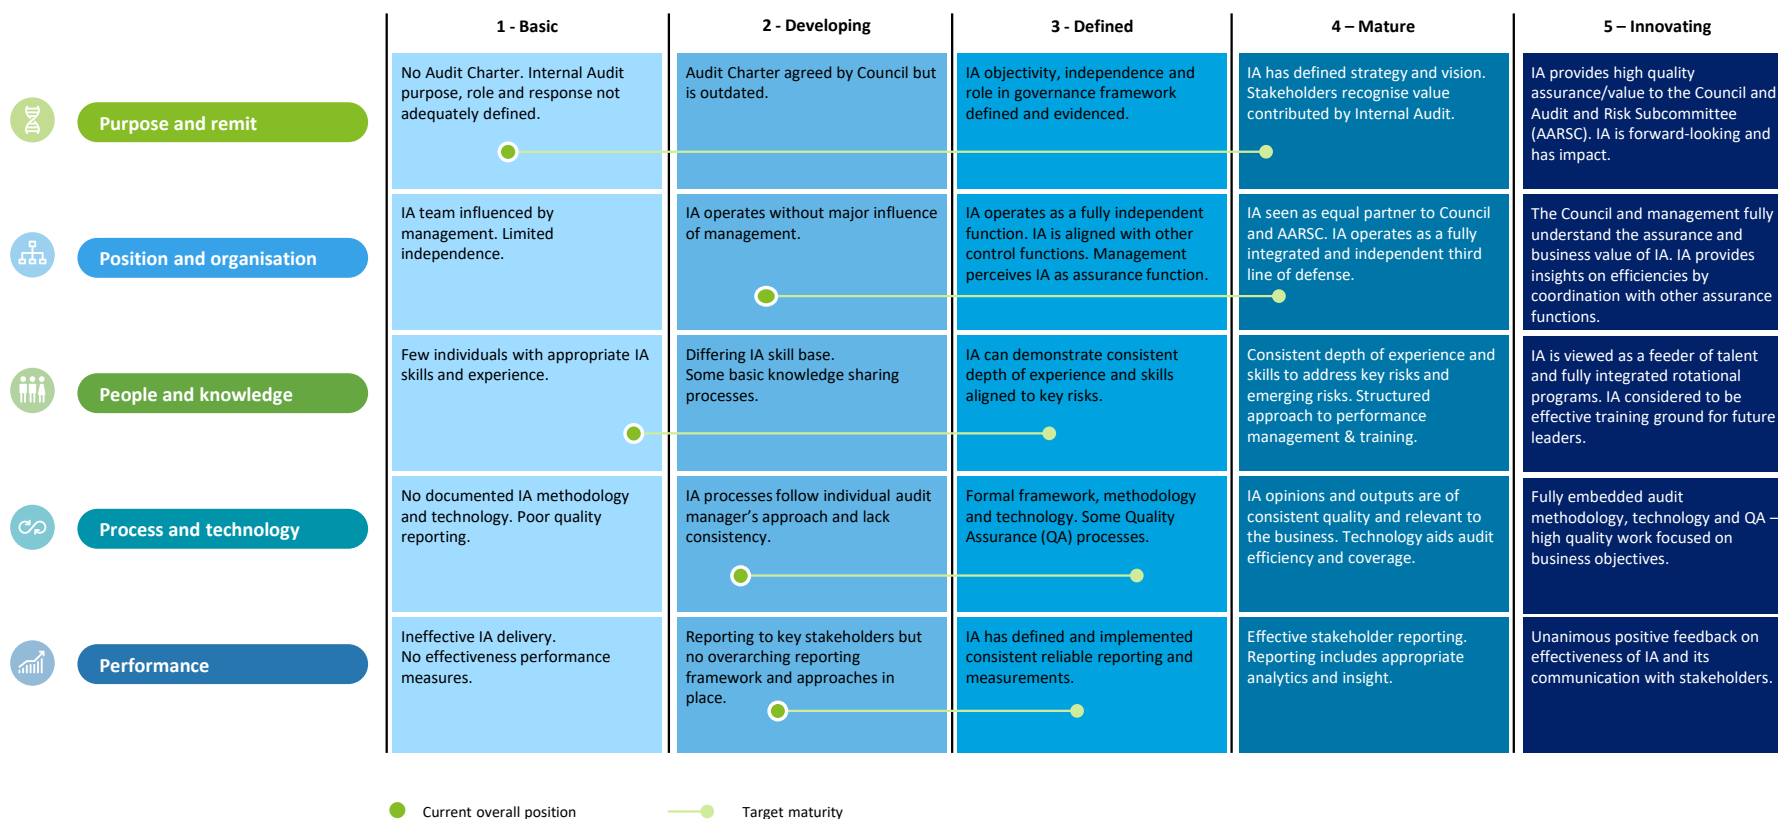 1 - Basic
2 - Developing
3 - Defined
4 – Mature
5 – Innovating
Purpose and remit
No Audit Charter. Internal Audit
purpose, role and response not
adequately defined.
Audit Charter agreed by Council but
is outdated.
IA objectivity, independence and
role in governance framework
defined and evidenced.
IA has defined strategy and vision.
Stakeholders recognise value
contributed by Internal Audit.
IA provides high quality
assurance/value to the Council and
Audit and Risk Subcommittee
(AARSC). IA is forward-looking and
has impact.
Position and organisation
IA team influenced by
management. Limited
independence.
IA operates without major influence
of management.
IA operates as a fully independent
function. IA is aligned with other
control functions. Management
perceives IA as assurance function.
IA seen as equal partner to Council
and AARSC. IA operates as a fully
integrated and independent third
line of defense.
The Council and management fully
understand the assurance and
business value of IA. IA provides
insights on efficiencies by
coordination with other assurance
functions.
People and knowledge
Few individuals with appropriate IA
skills and experience.
Differing IA skill base.
Some basic knowledge sharing
processes.
IA can demonstrate consistent
depth of experience and skills
aligned to key risks.
Consistent depth of experience and
skills to address key risks and
emerging risks. Structured
approach to performance
management & training.
IA is viewed as a feeder of talent
and fully integrated rotational
programs. IA considered to be
effective training ground for future
leaders.
Process and technology
No documented IA methodology
and technology. Poor quality
reporting.
IA processes follow individual audit
manager’s approach and lack
consistency.
Formal framework, methodology
and technology. Some Quality
Assurance (QA) processes.
IA opinions and outputs are of
consistent quality and relevant to
the business. Technology aids audit
efficiency and coverage.
Fully embedded audit
methodology, technology and QA –
high quality work focused on
business objectives.
Performance
Ineffective IA delivery.
No effectiveness performance
measures.
Reporting to key stakeholders but
no overarching reporting
framework and approaches in
place.
IA has defined and implemented
consistent reliable reporting and
measurements.
Effective stakeholder reporting.
Reporting includes appropriate
analytics and insight.
Unanimous positive feedback on
effectiveness of IA and its
communication with stakeholders.
Current overall position
Target maturity